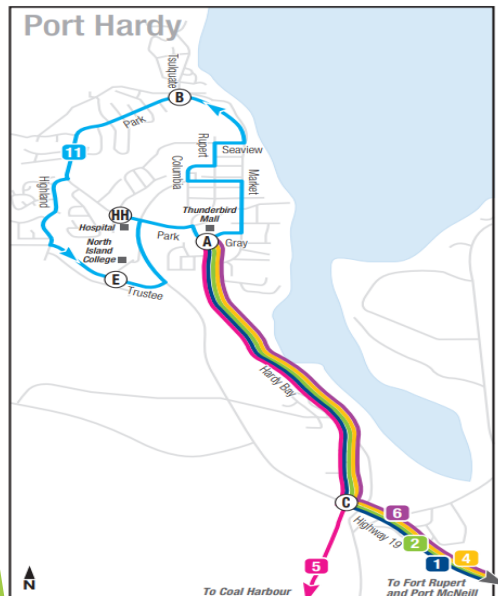 Port Hardy
Tsulquate
B
Park
Rupert
Seaview
11
Columbia
Market
Highland
HH
Thunderbird
Mall
Hospital
Park
A
Gray
North
Island
College
E
Trustee
Hardy Bay
C
6
Highway 19
2
4
1
5
N
To Coal Harbour
To Fort Rupert
and Port McNeill